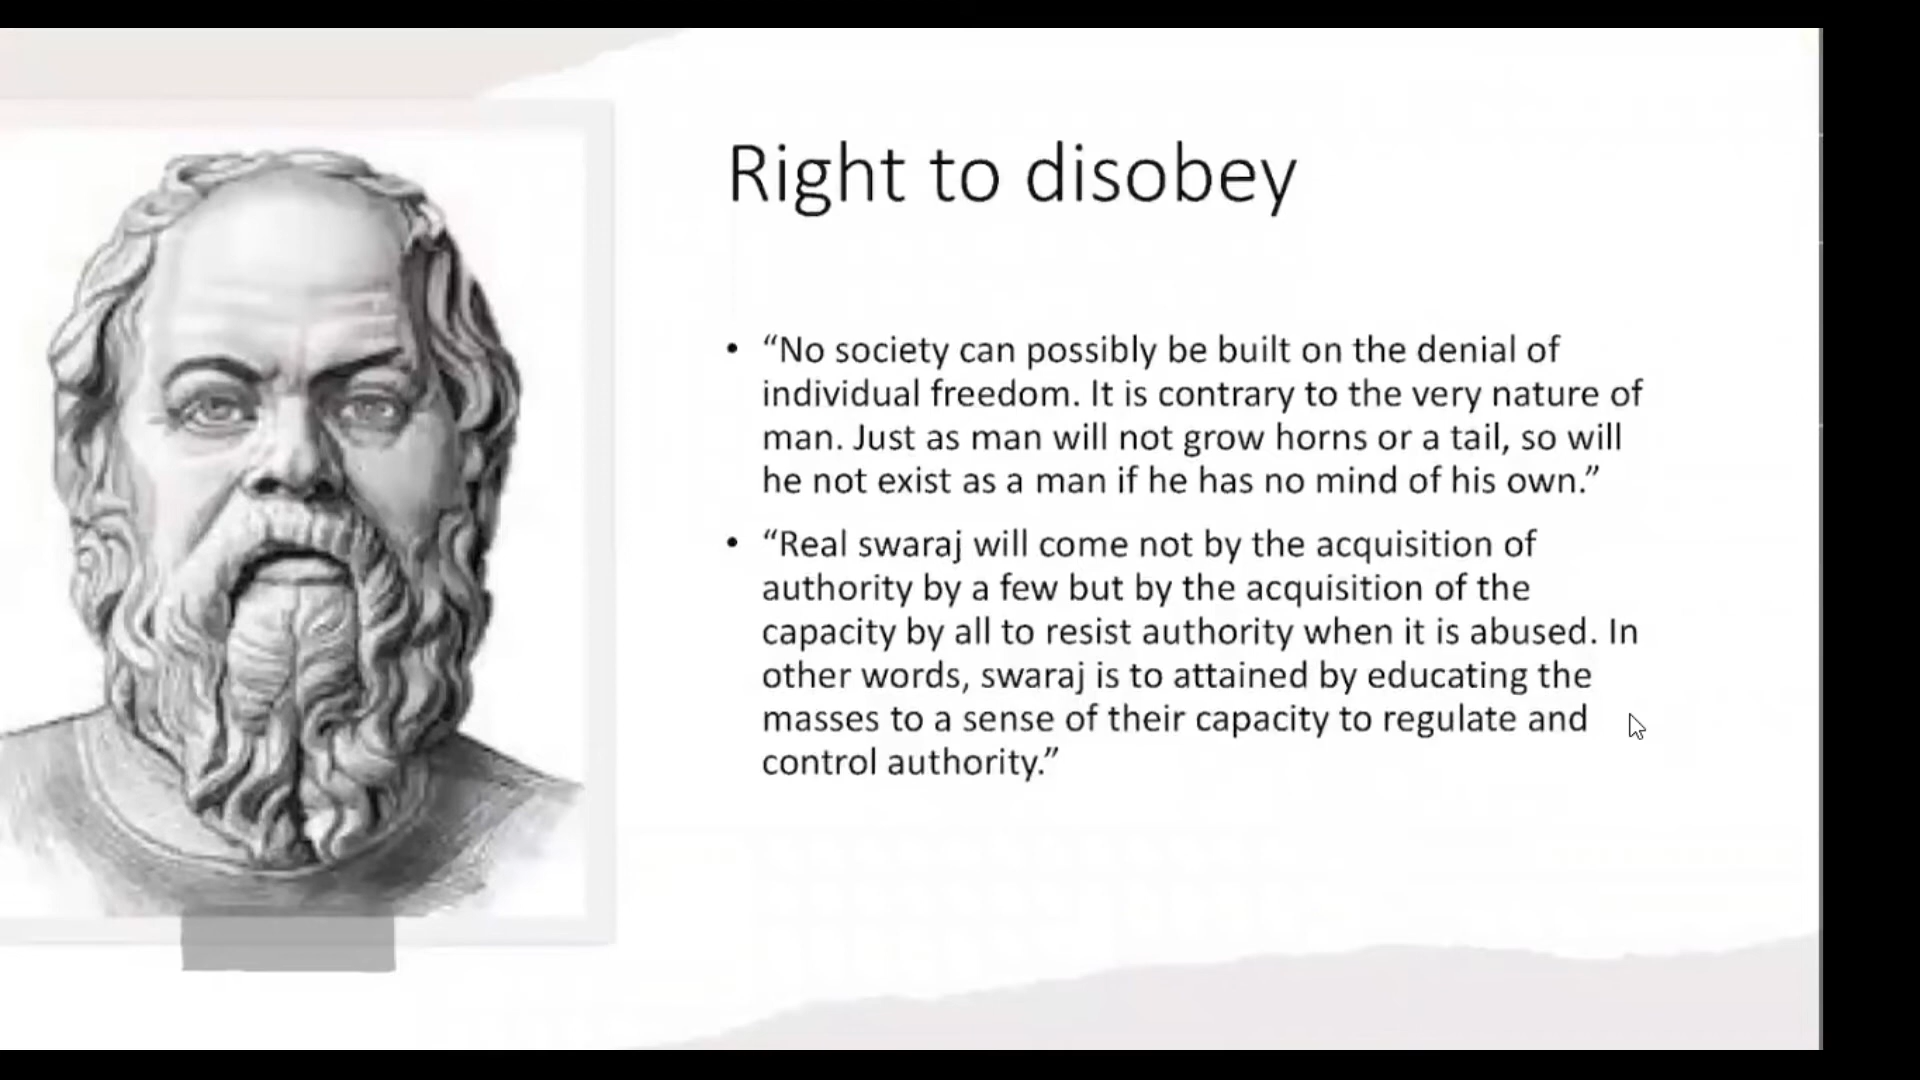 Right to disobey
• “No society can possibly be built on the denial of
individual freedom. It is contrary to the very nature of
man. Just as man will not grow horns or a tail, so will
he not exist as a man if he has no mind of his own.”
• “Real swaraj will come not by the acquisition of
authority by a few but by the acquisition of the
capacity by all to resist authority when it is abused. In
other words, swaraj is to attained by educating the
masses to a sense of their capacity to regulate and
control authority.”